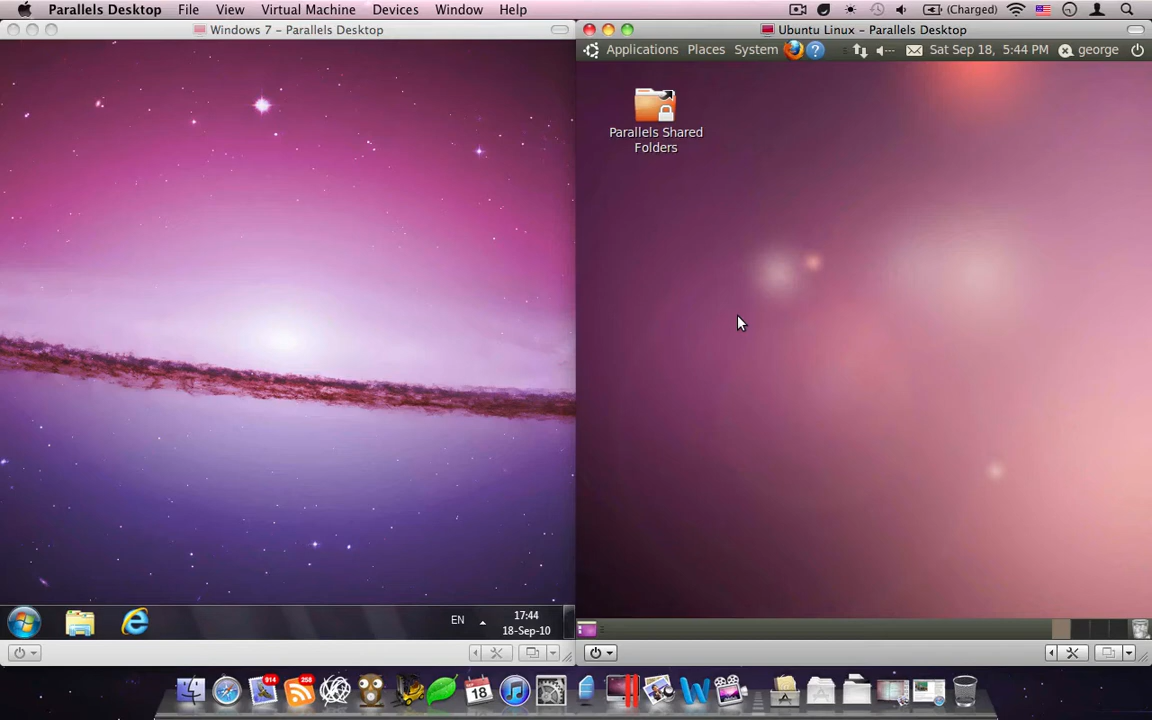 Parallels Desktop File View Virtual Machine Devices Window Help (Charged)
Windows 7 – Parallels Desktop
Ubuntu Linux – Parallels Desktop
Applications Places System ? Sat Sep 18, 5:44 PM george
Parallels Shared
Folders
EN
17:44
18-Sep-10
914
258
18
W